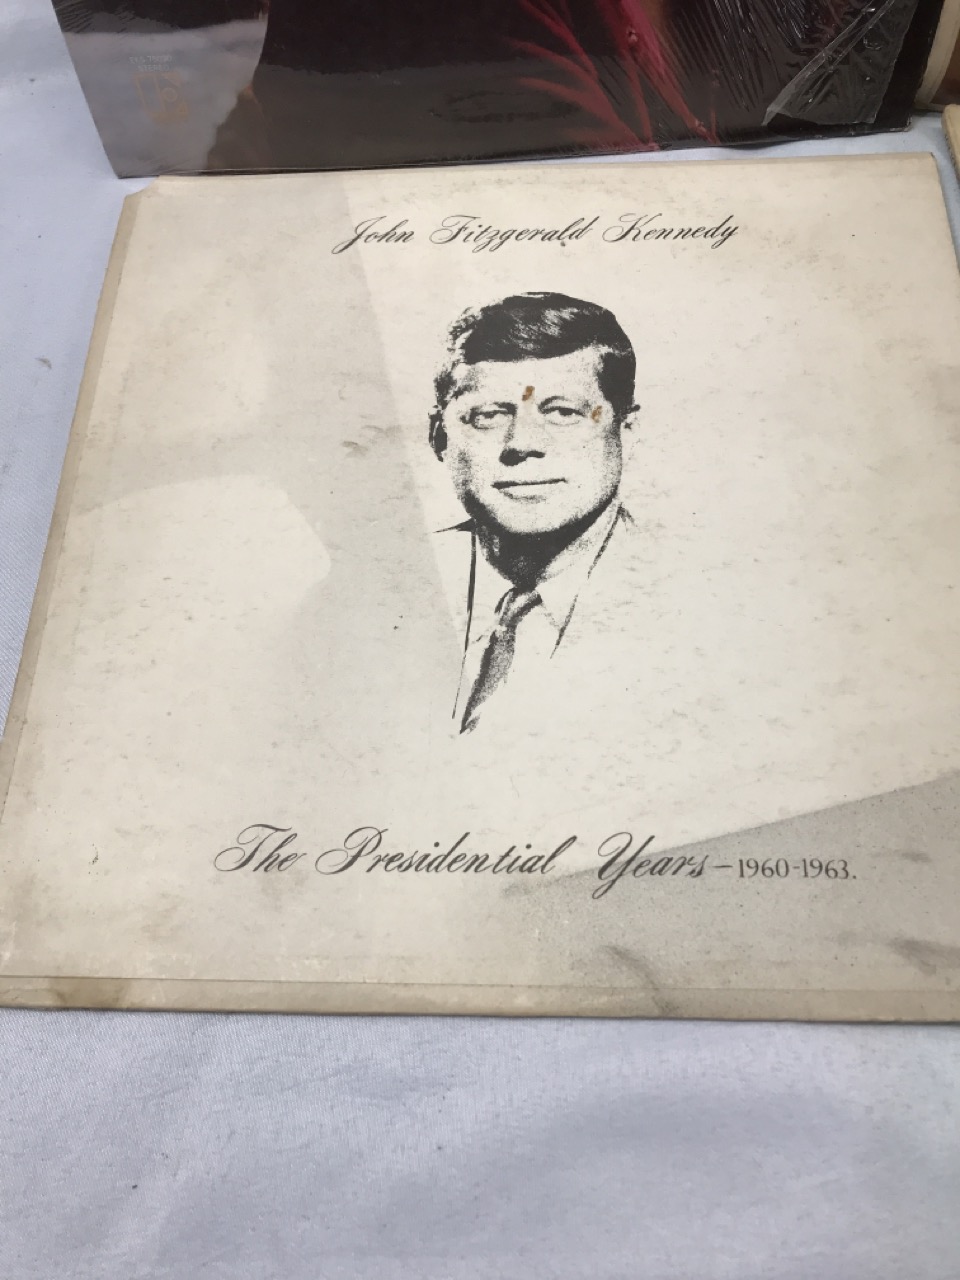 John Fitzgerald Kennedy
The Presidential Years – 1960-1963.